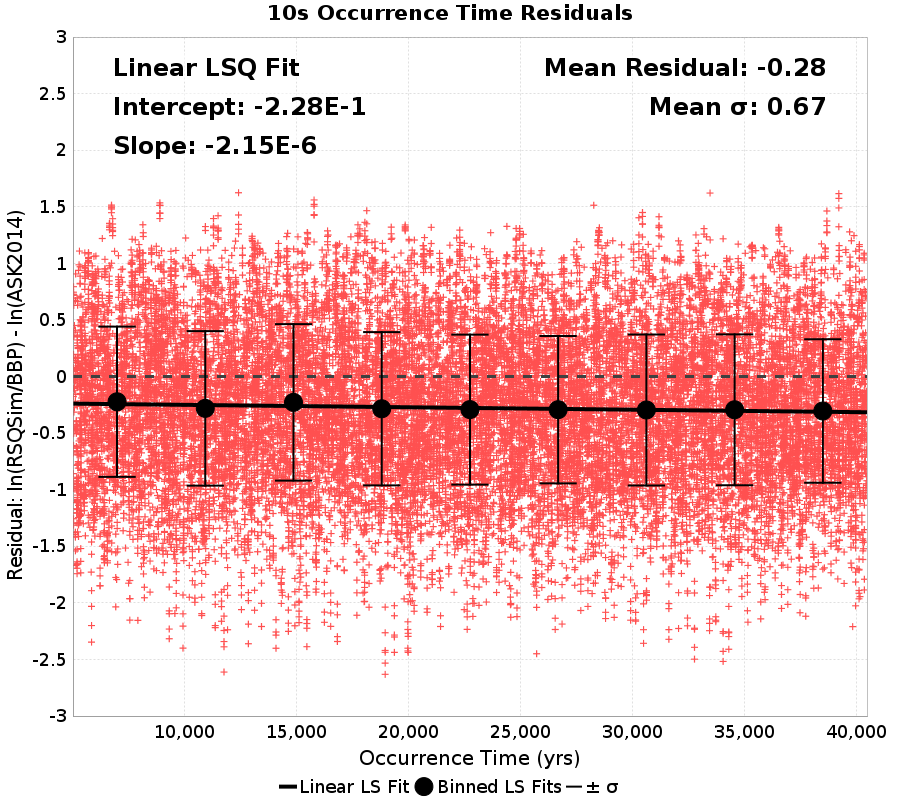 10s Occurrence Time Residuals
Linear LSQ Fit
Mean Residual: -0.28
Intercept: -2.28E-1
Mean σ: 0.67
Slope: -2.15E-6
Residual: ln(RSQSim/BBP) - ln(ASK2014)
3
2.5
2
1.5
1
0.5
0
-0.5
-1
-1.5
-2
-2.5
-3
10,000 15,000 20,000 25,000 30,000 35,000 40,000
Occurrence Time (yrs)
Linear LS Fit Binned LS Fits ± σ